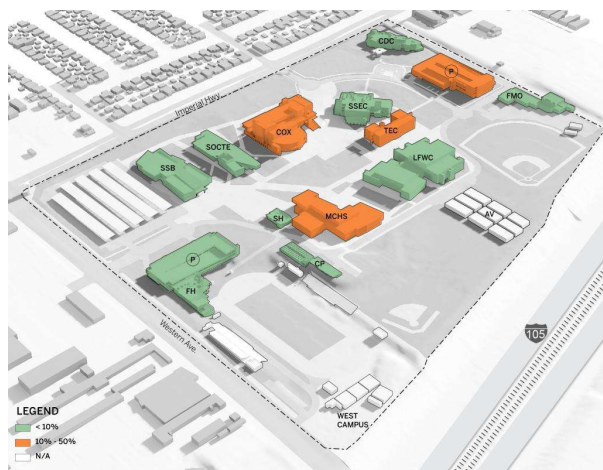 CDC
P
FMO
Imperial Hwy
SSEC
COX
TEC
SOCTE
LFWC
SSB
AV
SH
MCHS
CP
P
FH
105
Western Ave.
WEST
CAMPUS
LEGEND
< 10%
10% - 50%
N/A